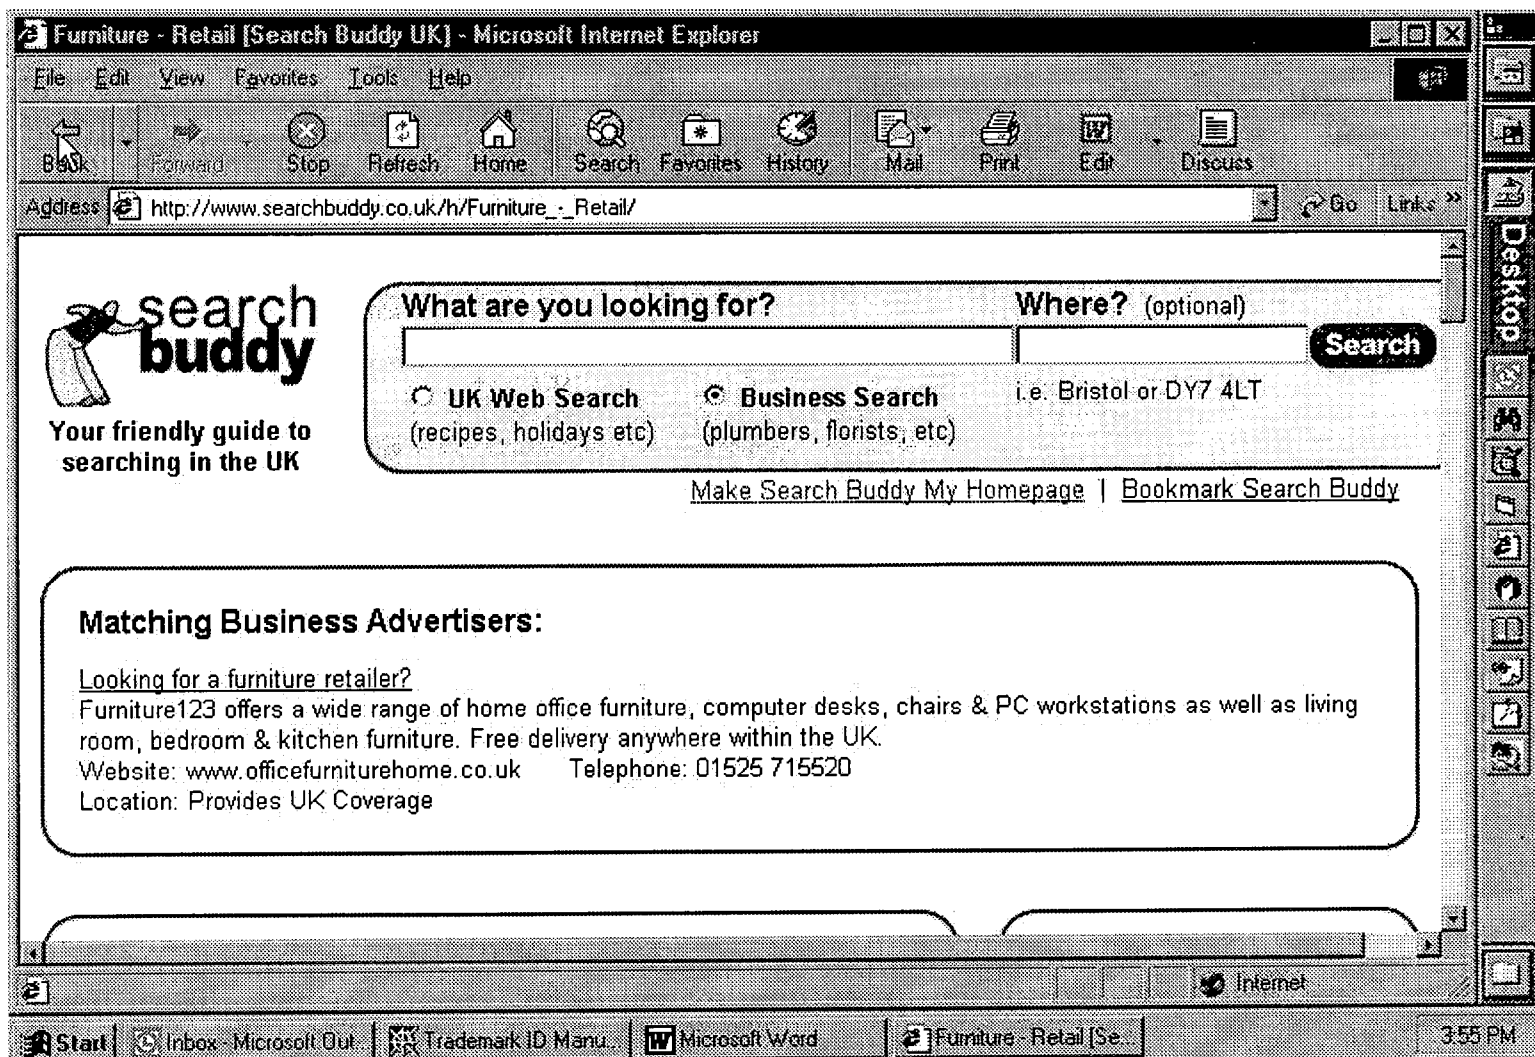 Furniture - Retail [Search Buddy UK] - Microsoft Internet Explorer
File Edit View Favorites Tools Help
Back Forward Stop Refresh Home Search Favorites History Mail Print Edit Discuss
Address http://www.searchbuddy.co.uk/h/Furniture_-_Retail/ Go Links »
Desktop
search
buddy
Your friendly guide to
searching in the UK
What are you looking for? Where? (optional)
Search
UK Web Search Business Search i.e. Bristol or DY7 4LT
(recipes, holidays etc) (plumbers, florists, etc)
Make Search Buddy My Homepage | Bookmark Search Buddy
Matching Business Advertisers:
Looking for a furniture retailer?
Furniture123 offers a wide range of home office furniture, computer desks, chairs & PC workstations as well as living
room, bedroom & kitchen furniture. Free delivery anywhere within the UK.
Website: www.officefurniturehome.co.uk Telephone: 01525 715520
Location: Provides UK Coverage
Internet
Start Inbox - Microsoft Out... Trademark ID Manu... Microsoft Word Furniture - Retail [Se... 3:55 PM